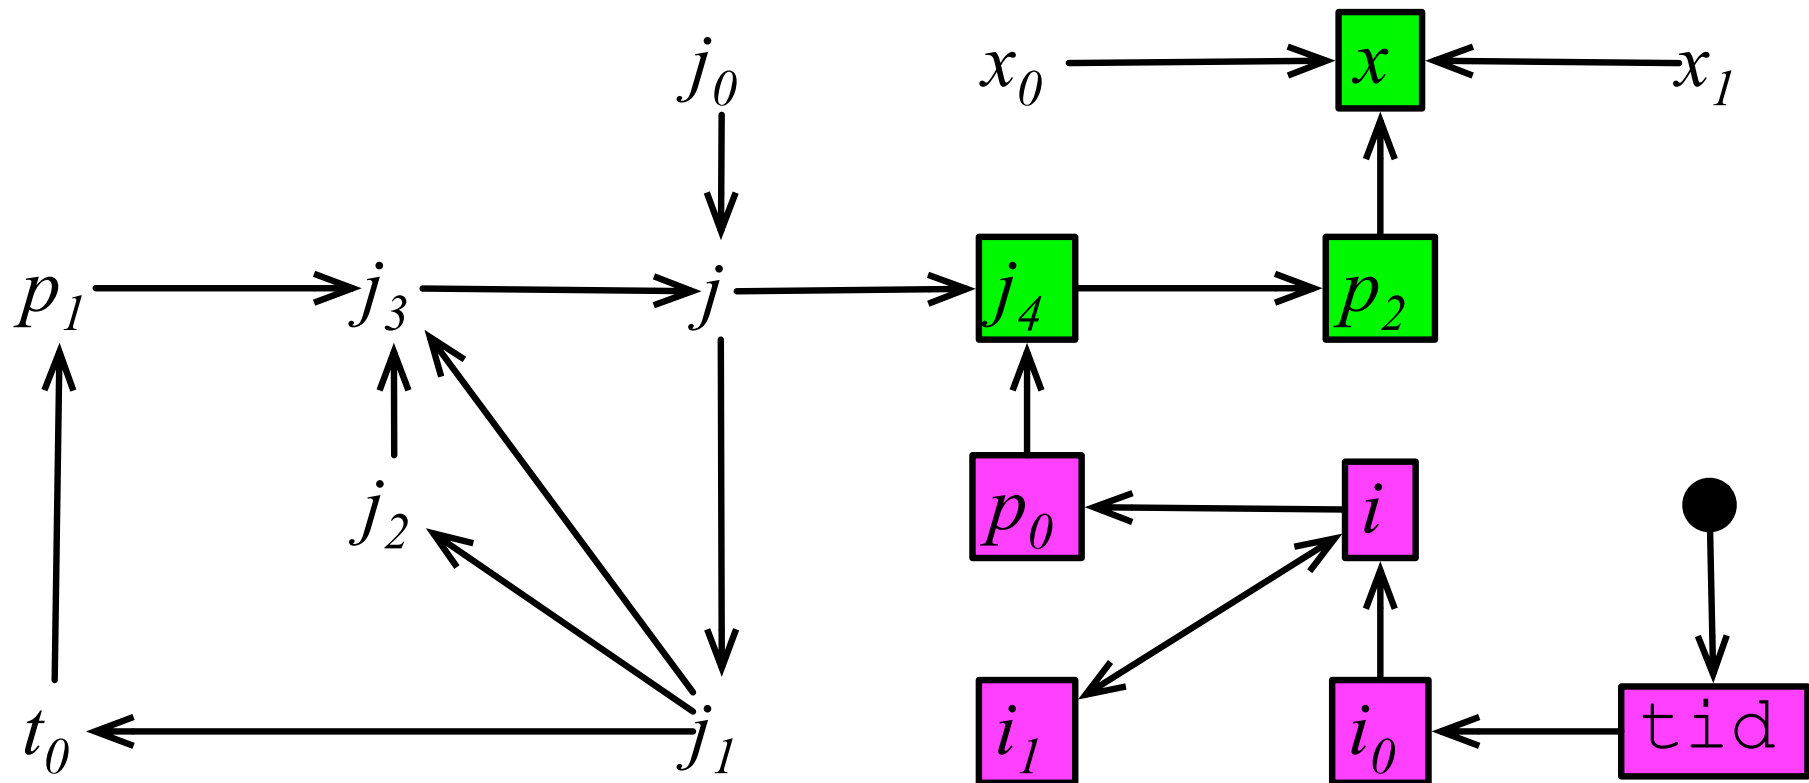 j₀ x₀ x x₁
p₁ j₃ j j₄ p₂
j₂ p₀ i
t₀ j₁ i₁ i₀ tid